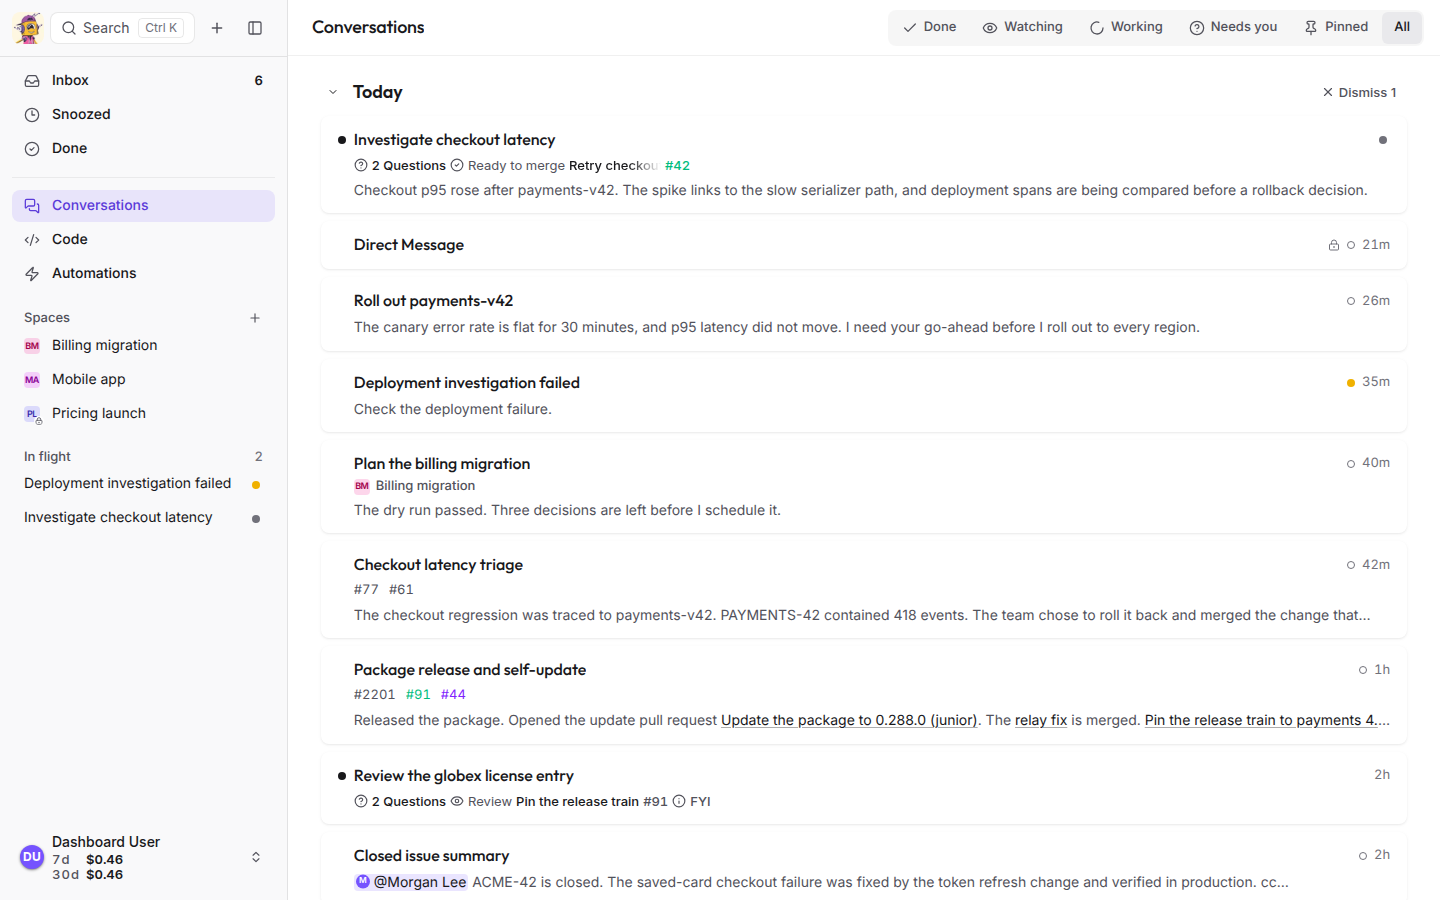 Search Ctrl K
Inbox 6
Snoozed
Done
Conversations
Code
Automations
Spaces
BM Billing migration
MA Mobile app
PL Pricing launch
In flight 2
Deployment investigation failed
Investigate checkout latency
DU Dashboard User
7d $0.46
30d $0.46
Conversations
Done Watching Working Needs you Pinned All
Today
Dismiss 1
Investigate checkout latency
2 Questions Ready to merge Retry checkou #42
Checkout p95 rose after payments-v42. The spike links to the slow serializer path, and deployment spans are being compared before a rollback decision.
Direct Message 21m
Roll out payments-v42 26m
The canary error rate is flat for 30 minutes, and p95 latency did not move. I need your go-ahead before I roll out to every region.
Deployment investigation failed 35m
Check the deployment failure.
Plan the billing migration 40m
BM Billing migration
The dry run passed. Three decisions are left before I schedule it.
Checkout latency triage 42m
#77 #61
The checkout regression was traced to payments-v42. PAYMENTS-42 contained 418 events. The team chose to roll it back and merged the change that...
Package release and self-update 1h
#2201 #91 #44
Released the package. Opened the update pull request Update the package to 0.288.0 (junior). The relay fix is merged. Pin the release train to payments 4....
Review the globex license entry 2h
2 Questions Review Pin the release train #91 FYI
Closed issue summary 2h
M @Morgan Lee ACME-42 is closed. The saved-card checkout failure was fixed by the token refresh change and verified in production. cc...